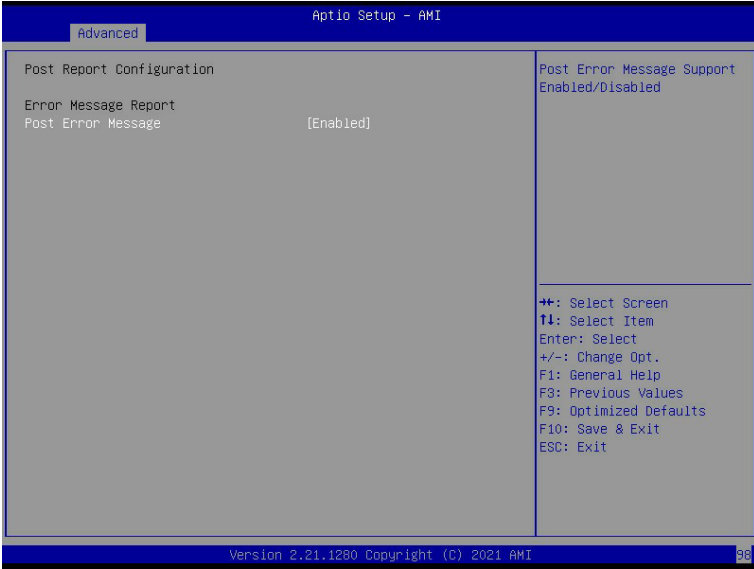 Aptio Setup – AMI
Advanced
Post Report Configuration
Error Message Report
Post Error Message [Enabled]
Post Error Message Support
Enabled/Disabled
→←: Select Screen
↑↓: Select Item
Enter: Select
+/-: Change Opt.
F1: General Help
F3: Previous Values
F9: Optimized Defaults
F10: Save & Exit
ESC: Exit
Version 2.21.1280 Copyright (C) 2021 AMI
98